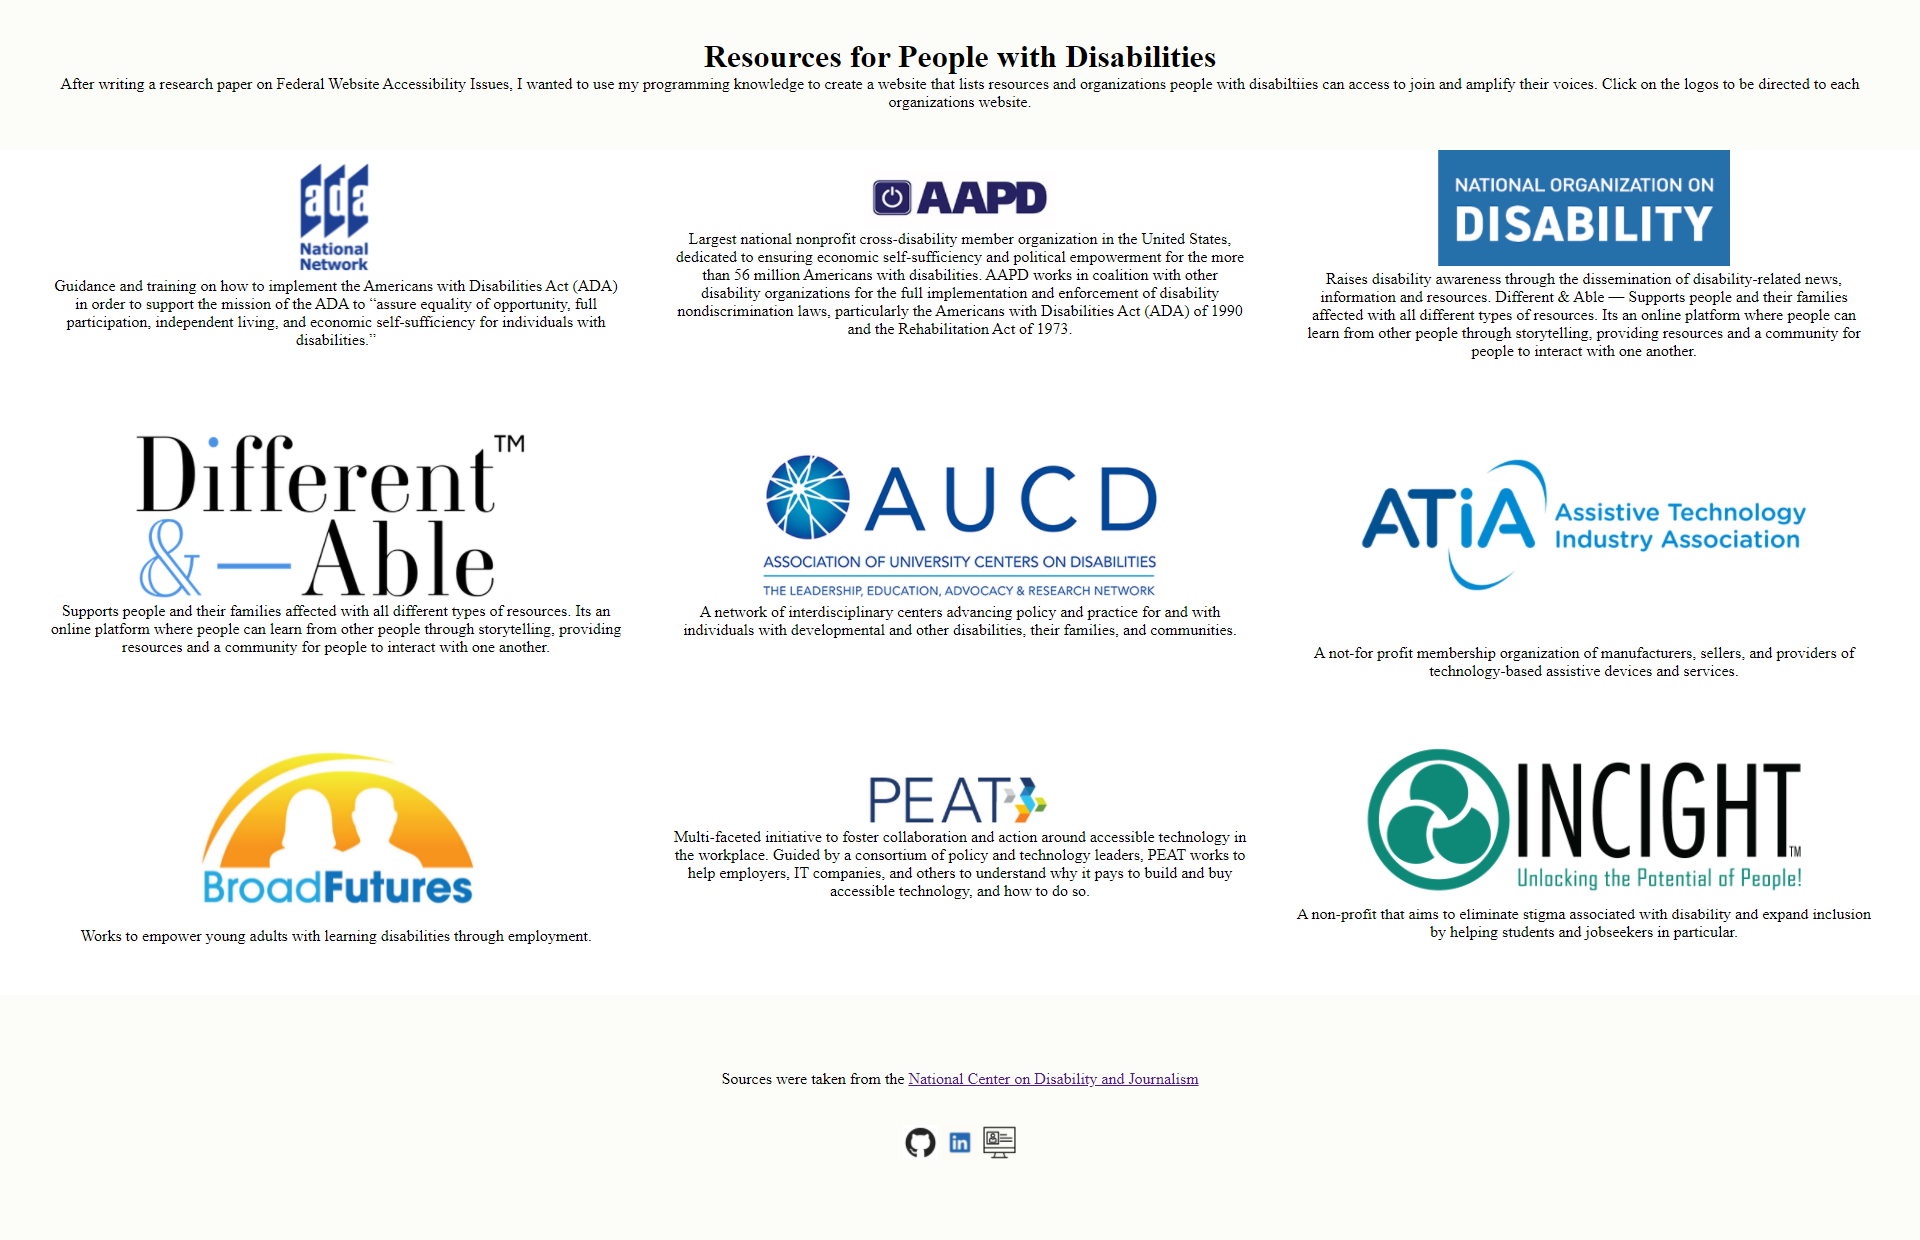 Resources for People with Disabilities
After writing a research paper on Federal Website Accessibility Issues, I wanted to use my programming knowledge to create a website that lists resources and organizations people with disabiltiies can access to join and amplify their voices. Click on the logos to be directed to each
organizations website.
ada
National
Network
Guidance and training on how to implement the Americans with Disabilities Act (ADA)
in order to support the mission of the ADA to “assure equality of opportunity, full
participation, independent living, and economic self-sufficiency for individuals with
disabilities.”
AAPD
Largest national nonprofit cross-disability member organization in the United States,
dedicated to ensuring economic self-sufficiency and political empowerment for the more
than 56 million Americans with disabilities. AAPD works in coalition with other
disability organizations for the full implementation and enforcement of disability
nondiscrimination laws, particularly the Americans with Disabilities Act (ADA) of 1990
and the Rehabilitation Act of 1973.
NATIONAL ORGANIZATION ON
DISABILITY
Raises disability awareness through the dissemination of disability-related news,
information and resources. Different & Able — Supports people and their families
affected with all different types of resources. Its an online platform where people can
learn from other people through storytelling, providing resources and a community for
people to interact with one another.
Different™
& — Able
Supports people and their families affected with all different types of resources. Its an
online platform where people can learn from other people through storytelling, providing
resources and a community for people to interact with one another.
AUCD
ASSOCIATION OF UNIVERSITY CENTERS ON DISABILITIES
THE LEADERSHIP, EDUCATION, ADVOCACY & RESEARCH NETWORK
A network of interdisciplinary centers advancing policy and practice for and with
individuals with developmental and other disabilities, their families, and communities.
ATiA
Assistive Technology
Industry Association
A not-for profit membership organization of manufacturers, sellers, and providers of
technology-based assistive devices and services.
BroadFutures
Works to empower young adults with learning disabilities through employment.
PEAT
Multi-faceted initiative to foster collaboration and action around accessible technology in
the workplace. Guided by a consortium of policy and technology leaders, PEAT works to
help employers, IT companies, and others to understand why it pays to build and buy
accessible technology, and how to do so.
INCIGHT™
Unlocking the Potential of People!
A non-profit that aims to eliminate stigma associated with disability and expand inclusion
by helping students and jobseekers in particular.
Sources were taken from the National Center on Disability and Journalism
in